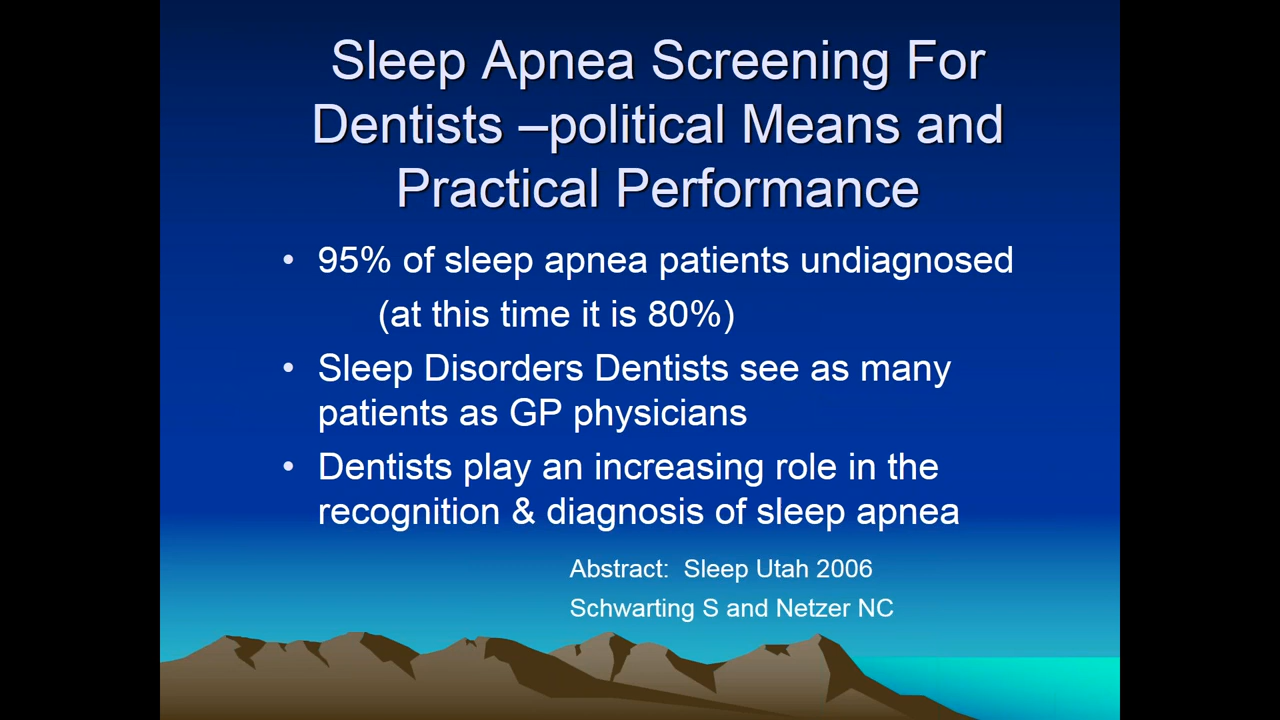 Sleep Apnea Screening For
Dentists –political Means and
Practical Performance
• 95% of sleep apnea patients undiagnosed
(at this time it is 80%)
• Sleep Disorders Dentists see as many
patients as GP physicians
• Dentists play an increasing role in the
recognition & diagnosis of sleep apnea
Abstract: Sleep Utah 2006
Schwarting S and Netzer NC